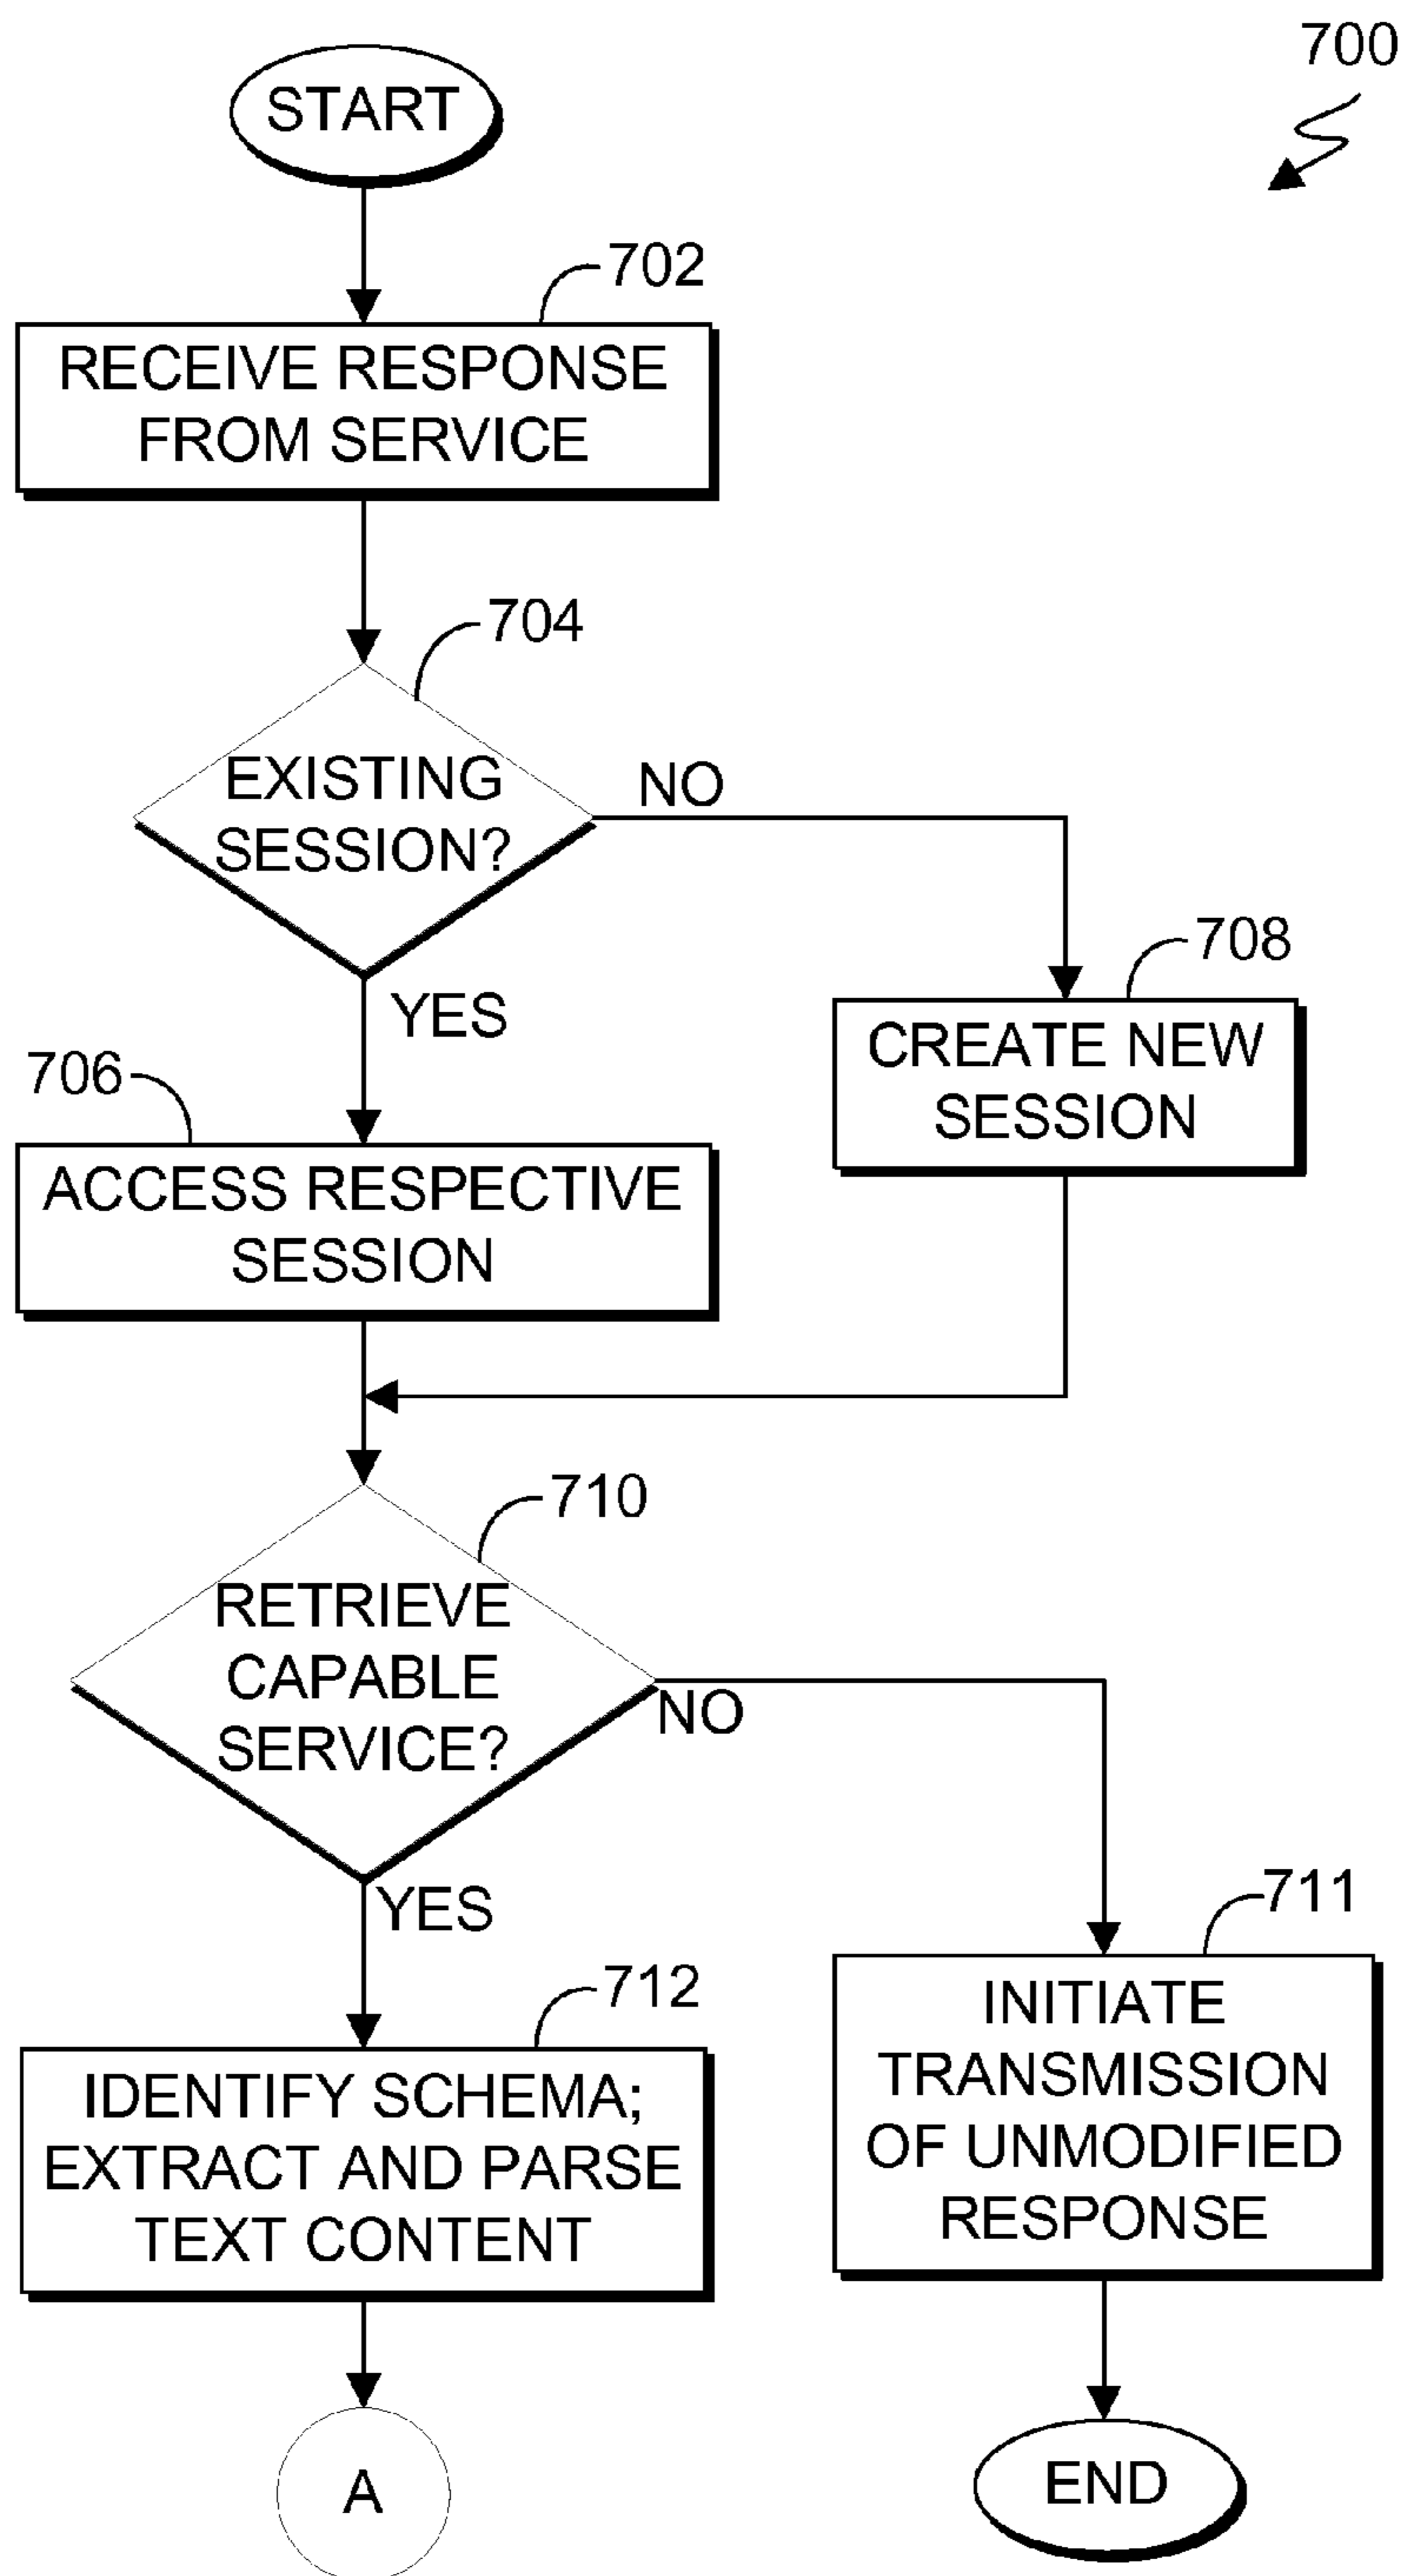 700
START
702
RECEIVE RESPONSE
FROM SERVICE
704
EXISTING
SESSION?
NO
YES
708
CREATE NEW
SESSION
706
ACCESS RESPECTIVE
SESSION
710
RETRIEVE
CAPABLE
SERVICE?
NO
YES
711
INITIATE
TRANSMISSION
OF UNMODIFIED
RESPONSE
712
IDENTIFY SCHEMA;
EXTRACT AND PARSE
TEXT CONTENT
A
END